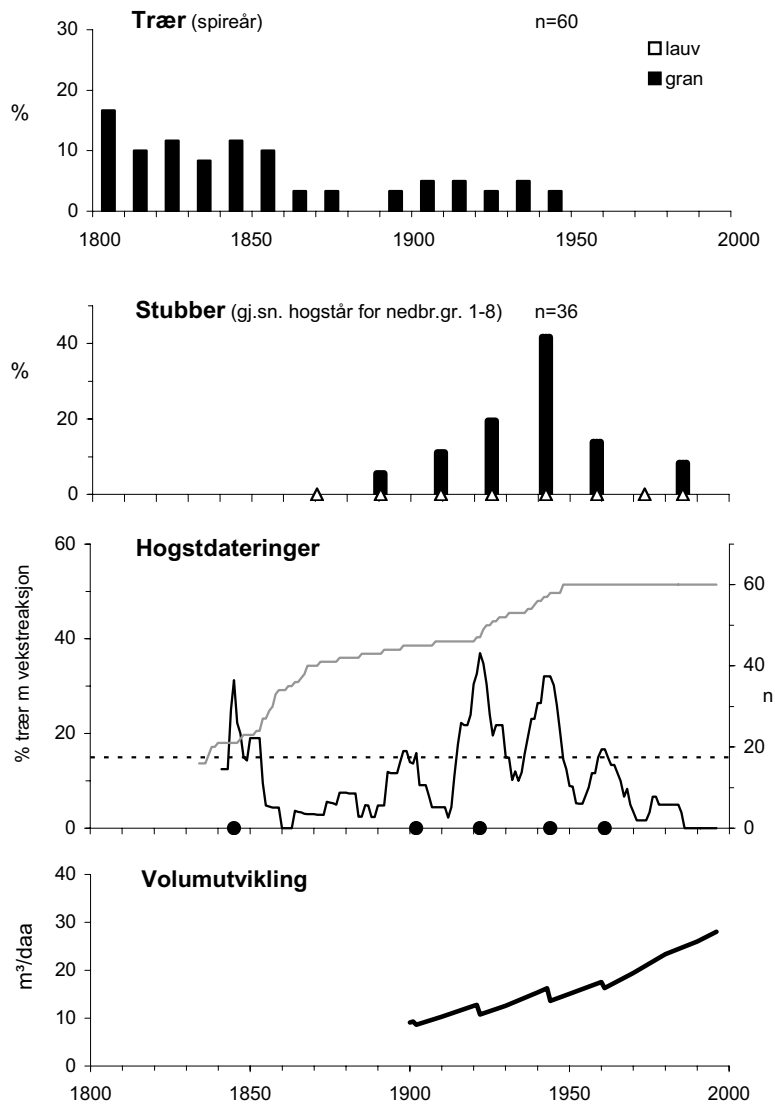 Trær (spireår) n=60
30
20
10
0
%
lauv
gran
1800 1850 1900 1950 2000
Stubber (gj.sn. hogstår for nedbr.gr. 1-8) n=36
40
20
0
%
Hogstdateringer
60
40
20
0
% trær m vekstreaksjon
60
40
20
0
n
Volumutvikling
40
30
20
10
0
m³/daa
1800 1850 1900 1950 2000